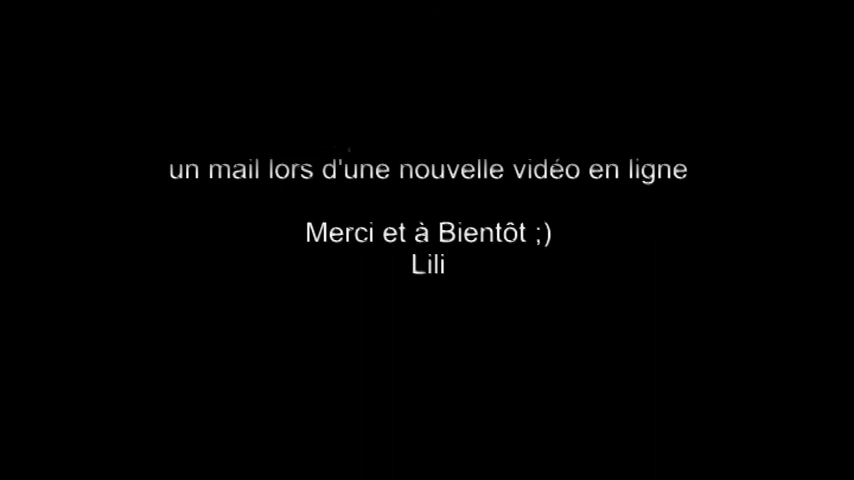 un mail lors d'une nouvelle vidéo en ligne
Merci et à Bientôt ;)
Lili